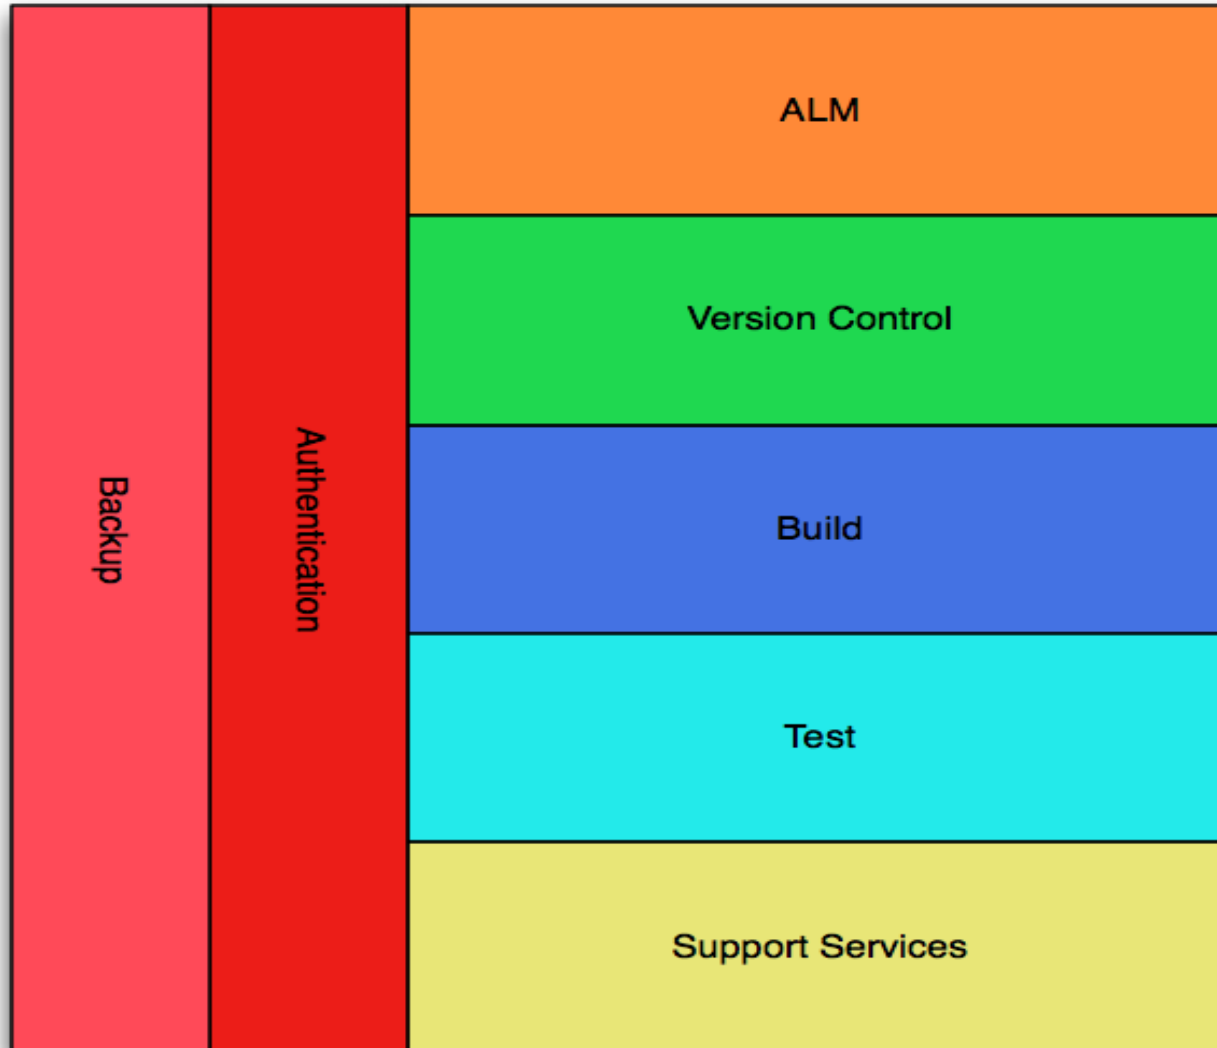 Backup
Authentication
ALM
Version Control
Build
Test
Support Services